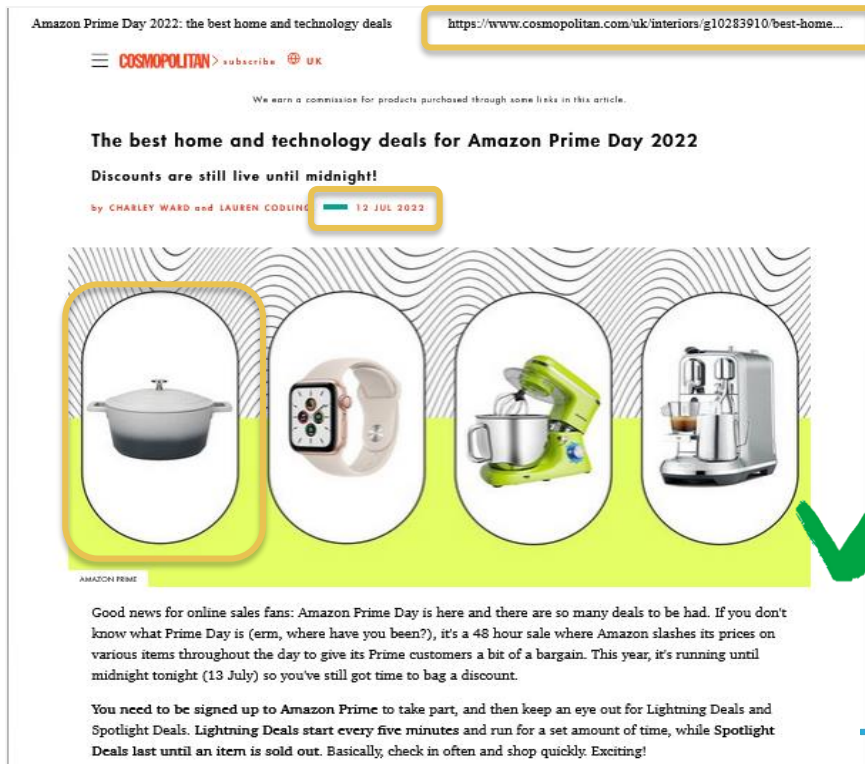 Amazon Prime Day 2022: the best home and technology deals https://www.cosmopolitan.com/uk/interiors/g10283910/best-home...
COSMOPOLITAN > subscribe UK
We earn a commission for products purchased through some links in this article.
The best home and technology deals for Amazon Prime Day 2022
Discounts are still live until midnight!
by CHARLEY WARD and LAUREN CODLING 12 JUL 2022
AMAZON PRIME
Good news for online sales fans: Amazon Prime Day is here and there are so many deals to be had. If you don't
know what Prime Day is (erm, where have you been?), it's a 48 hour sale where Amazon slashes its prices on
various items throughout the day to give its Prime customers a bit of a bargain. This year, it's running until
midnight tonight (13 July) so you've still got time to bag a discount.
You need to be signed up to Amazon Prime to take part, and then keep an eye out for Lightning Deals and
Spotlight Deals. Lightning Deals start every five minutes and run for a set amount of time, while Spotlight
Deals last until an item is sold out. Basically, check in often and shop quickly. Exciting!